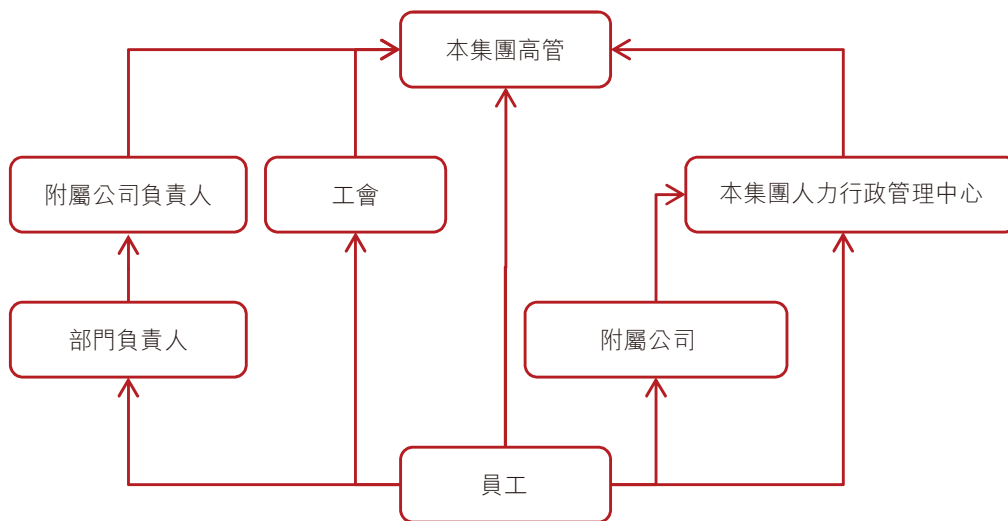 本集團高管
附屬公司負責人
工會
本集團人力行政管理中心
部門負責人
附屬公司
員工